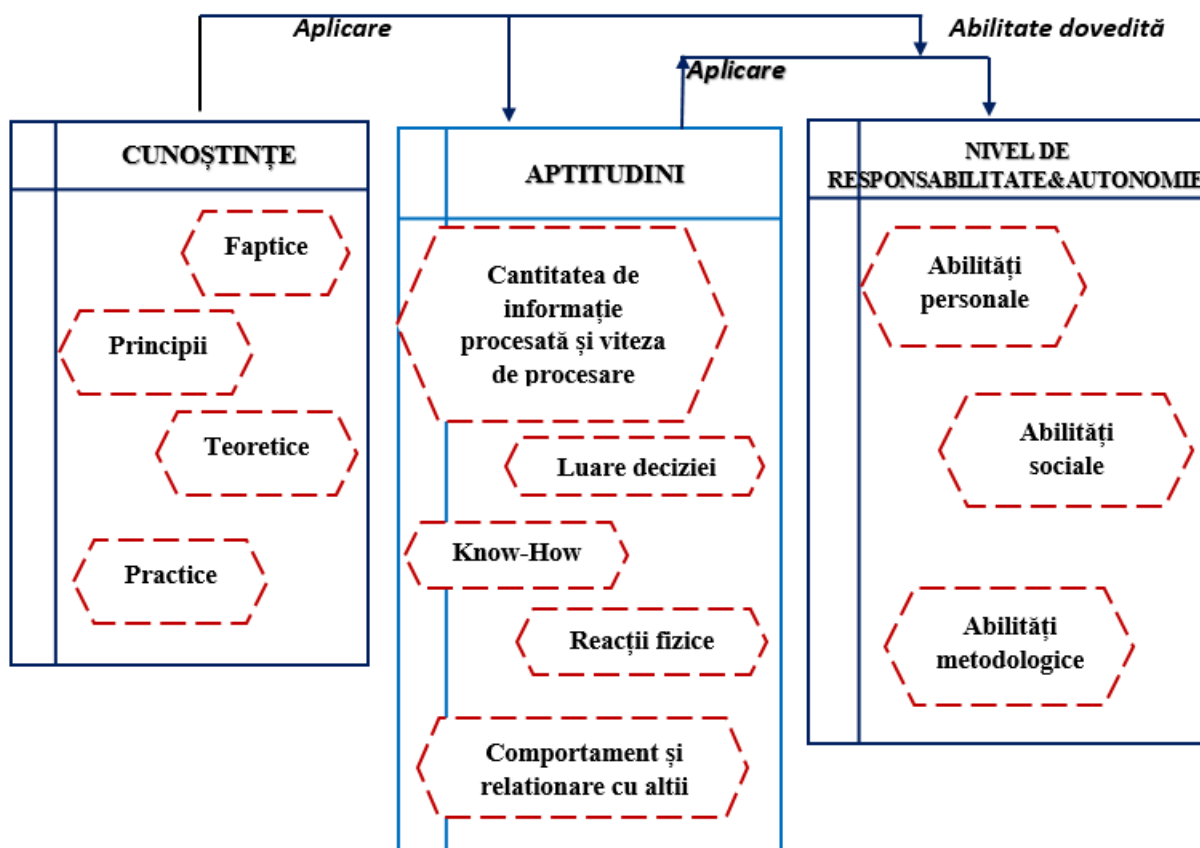 Aplicare
Abilitate dovedită
Aplicare
CUNOȘTINȚE
Faptice
Principii
Teoretice
Practice
APTITUDINI
Cantitatea de
informație
procesată și viteza
de procesare
Luare deciziei
Know-How
Reacții fizice
Comportament și
relationare cu altii
NIVEL DE
RESPONSABILITATE&AUTONOMIE
Abilități
personale
Abilități
sociale
Abilități
metodologice